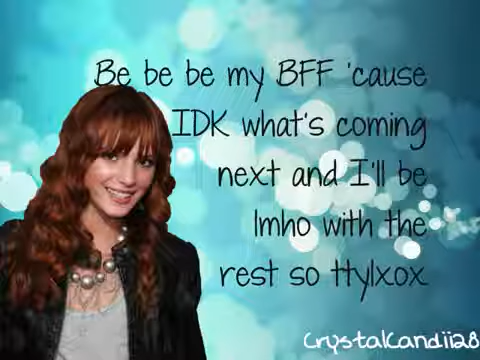 Be be be my BFF 'cause
IDK what's coming
next and I'll be
lmho with the
rest so ttylxox
CrystalCandii28